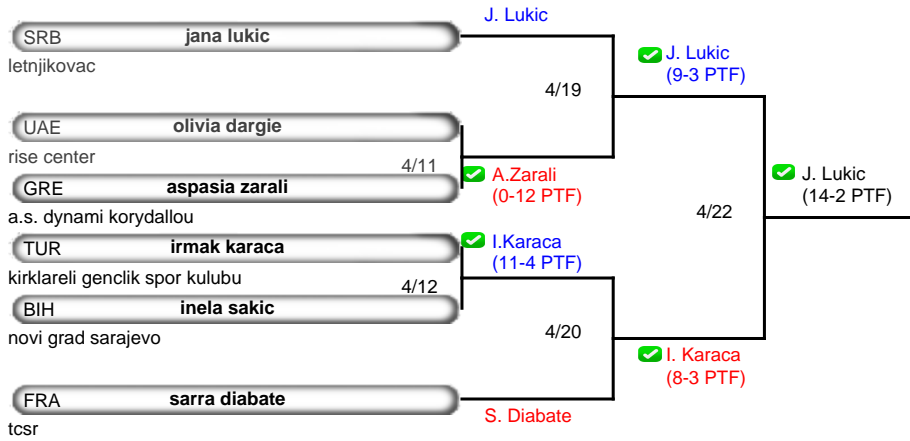 J. Lukic
SRB jana lukic
letnjikovac
J. Lukic
(9-3 PTF)
4/19
UAE olivia dargie
rise center
4/11
A.Zarali
(0-12 PTF)
GRE aspasia zarali
a.s. dynami korydallou
J. Lukic
(14-2 PTF)
4/22
TUR irmak karaca
kirklareli genclik spor kulubu
I.Karaca
(11-4 PTF)
4/12
BIH inela sakic
novi grad sarajevo
4/20
I. Karaca
(8-3 PTF)
FRA sarra diabate
tcsr
S. Diabate